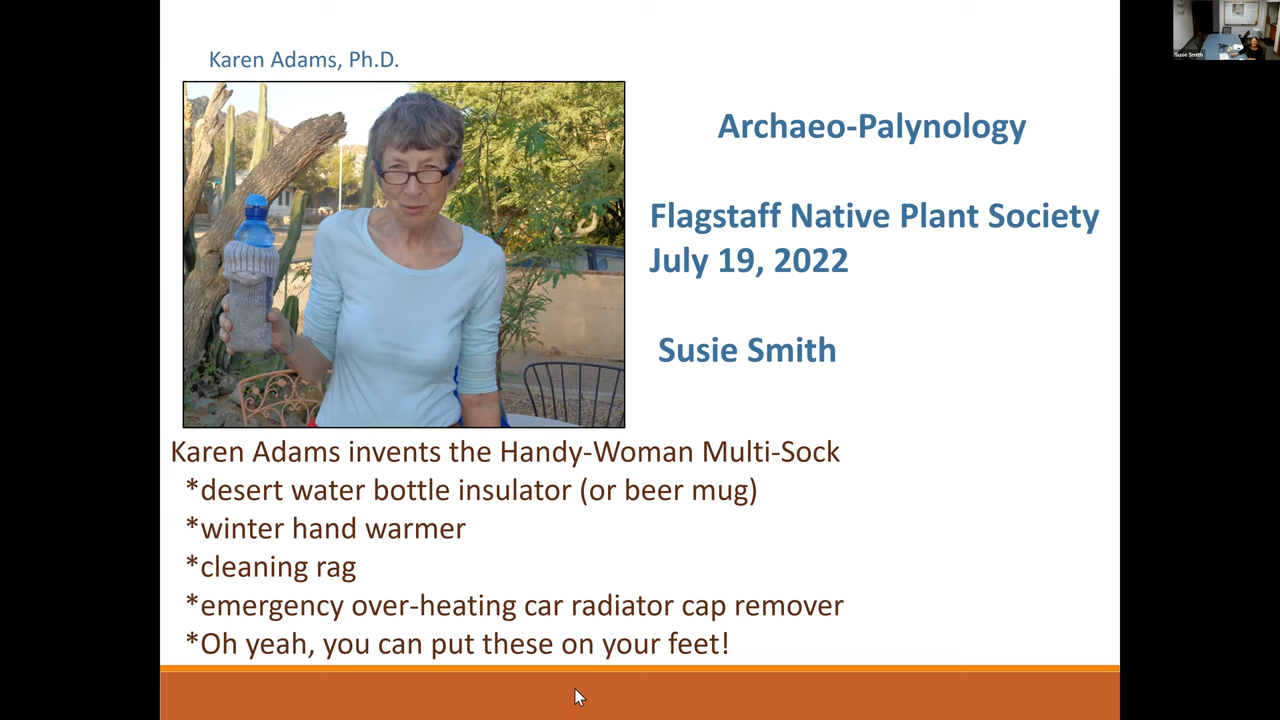 Karen Adams, Ph.D.
Archaeo-Palynology
Flagstaff Native Plant Society
July 19, 2022
Susie Smith
Karen Adams invents the Handy-Woman Multi-Sock
*desert water bottle insulator (or beer mug)
*winter hand warmer
*cleaning rag
*emergency over-heating car radiator cap remover
*Oh yeah, you can put these on your feet!
Susie Smith